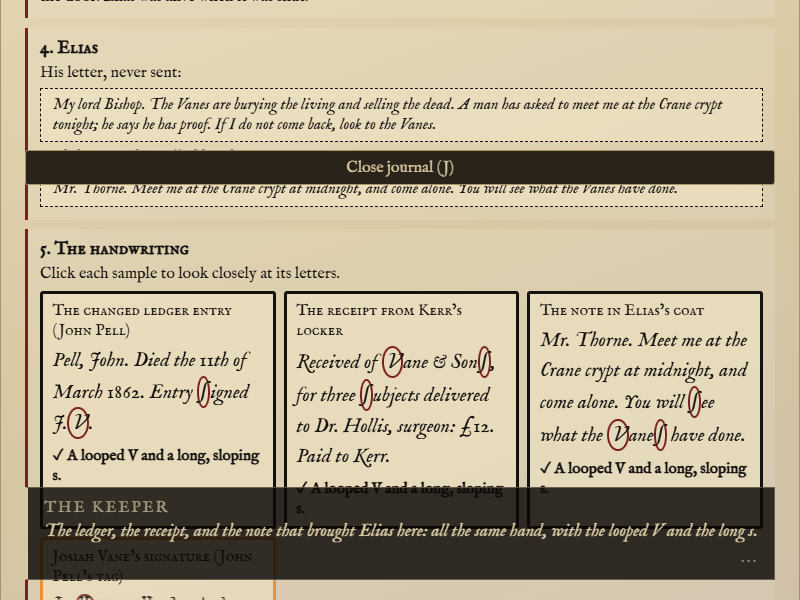 4. Elias
His letter, never sent:
My lord Bishop. The Vanes are burying the living and selling the dead. A man has asked to meet me at the Crane crypt
tonight; he says he has proof. If I do not come back, look to the Vanes.
Close journal (J)
Mr. Thorne. Meet me at the Crane crypt at midnight, and come alone. You will see what the Vanes have done.
5. The handwriting
Click each sample to look closely at its letters.
The changed ledger entry
(John Pell)
Pell, John. Died the 11th of
March 1862. Entry ſigned
J. V.
✓ A looped V and a long, sloping
s.
The receipt from Kerr's
locker
Received of Vane & Sonſ,
for three ſubjects delivered
to Dr. Hollis, surgeon: £12.
Paid to Kerr.
✓ A looped V and a long, sloping
s.
The note in Elias's coat
Mr. Thorne. Meet me at the
Crane crypt at midnight, and
come alone. You will ſee
what the Vaneſ have done.
✓ A looped V and a long, sloping
s.
THE KEEPER
The ledger, the receipt, and the note that brought Elias here: all the same hand, with the looped V and the long s.
...
Josiah Vane's signature (John
Pell's tag)